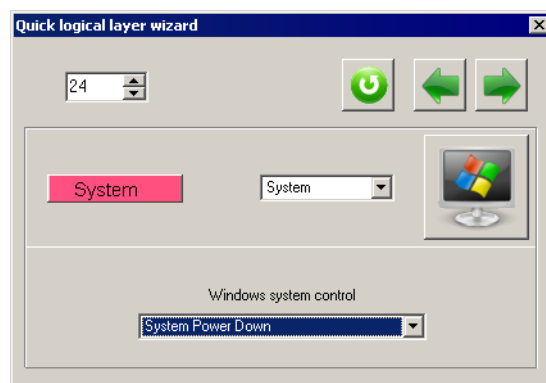 Quick logical layer wizard
24
System
System
Windows system control
System Power Down